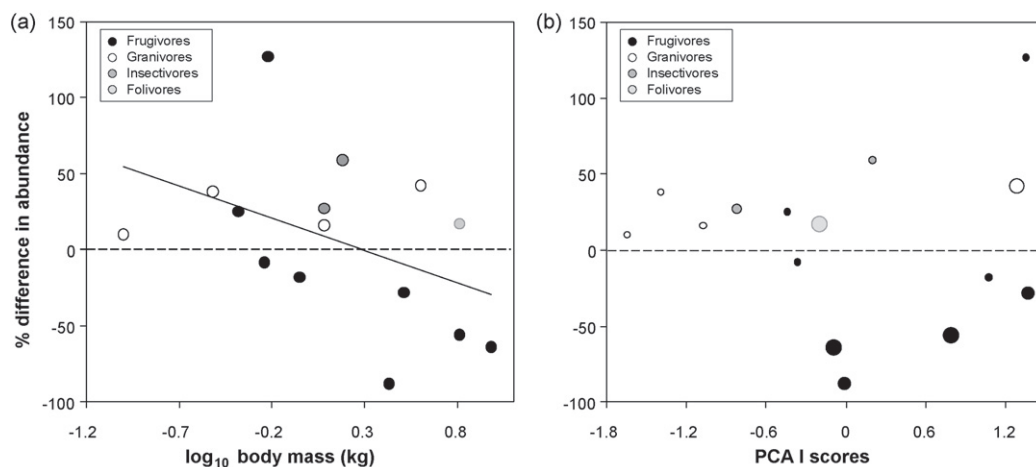 (a)
% difference in abundance
150
100
50
0
-50
-100
Frugivores
Granivores
Insectivores
Folivores
-1.2
-0.7
-0.2
0.3
0.8
log10 body mass (kg)
(b)
150
100
50
0
-50
-100
Frugivores
Granivores
Insectivores
Folivores
-1.8
-1.2
-0.6
0
0.6
1.2
PCA I scores